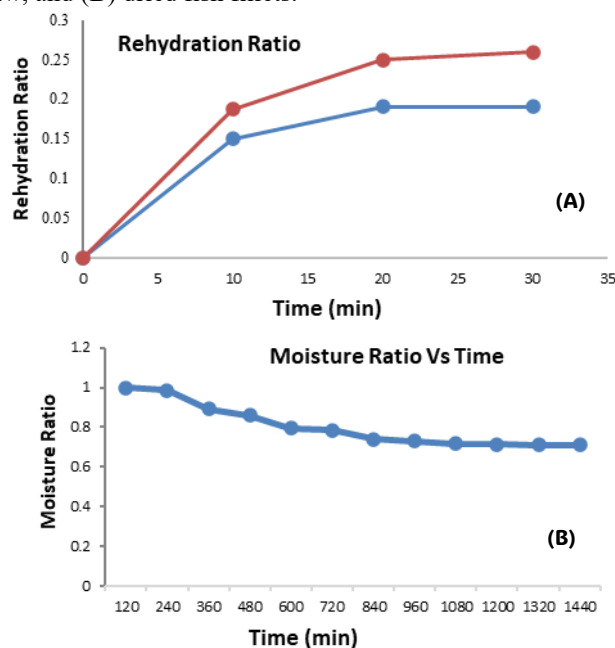 and (B) dried fish fillets.
0.3
Rehydration Ratio
0.25
0.2
0.15
0.1
0.05
0
Rehydration Ratio
(A)
0 5 10 15 20 25 30 35
Time (min)
1.2
Moisture Ratio Vs Time
1
0.8
0.6
0.4
0.2
0
Moisture Ratio
(B)
120 240 360 480 600 720 840 960 1080 1200 1320 1440
Time (min)